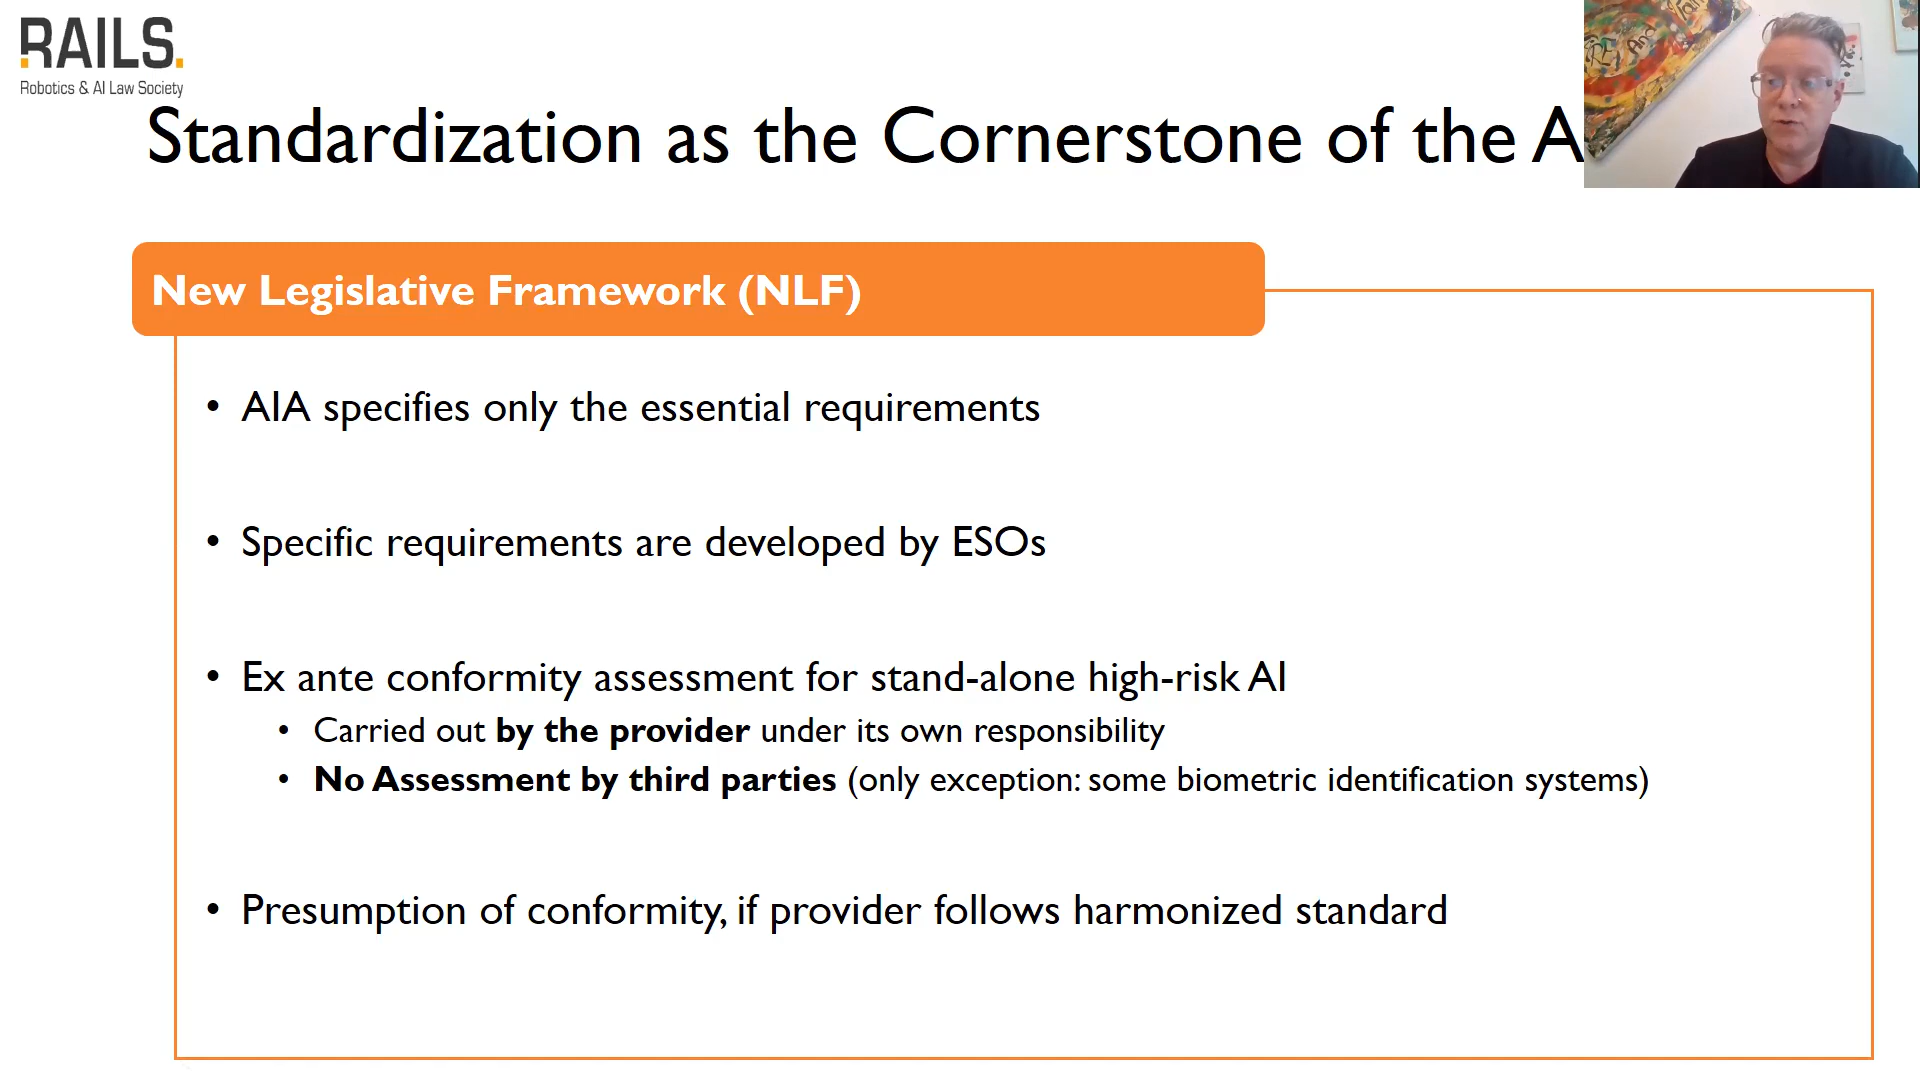 RAILS.
Robotics & AI Law Society
Standardization as the Cornerstone of the A
New Legislative Framework (NLF)
• AIA specifies only the essential requirements
• Specific requirements are developed by ESOs
• Ex ante conformity assessment for stand-alone high-risk AI
• Carried out by the provider under its own responsibility
• No Assessment by third parties (only exception: some biometric identification systems)
• Presumption of conformity, if provider follows harmonized standard